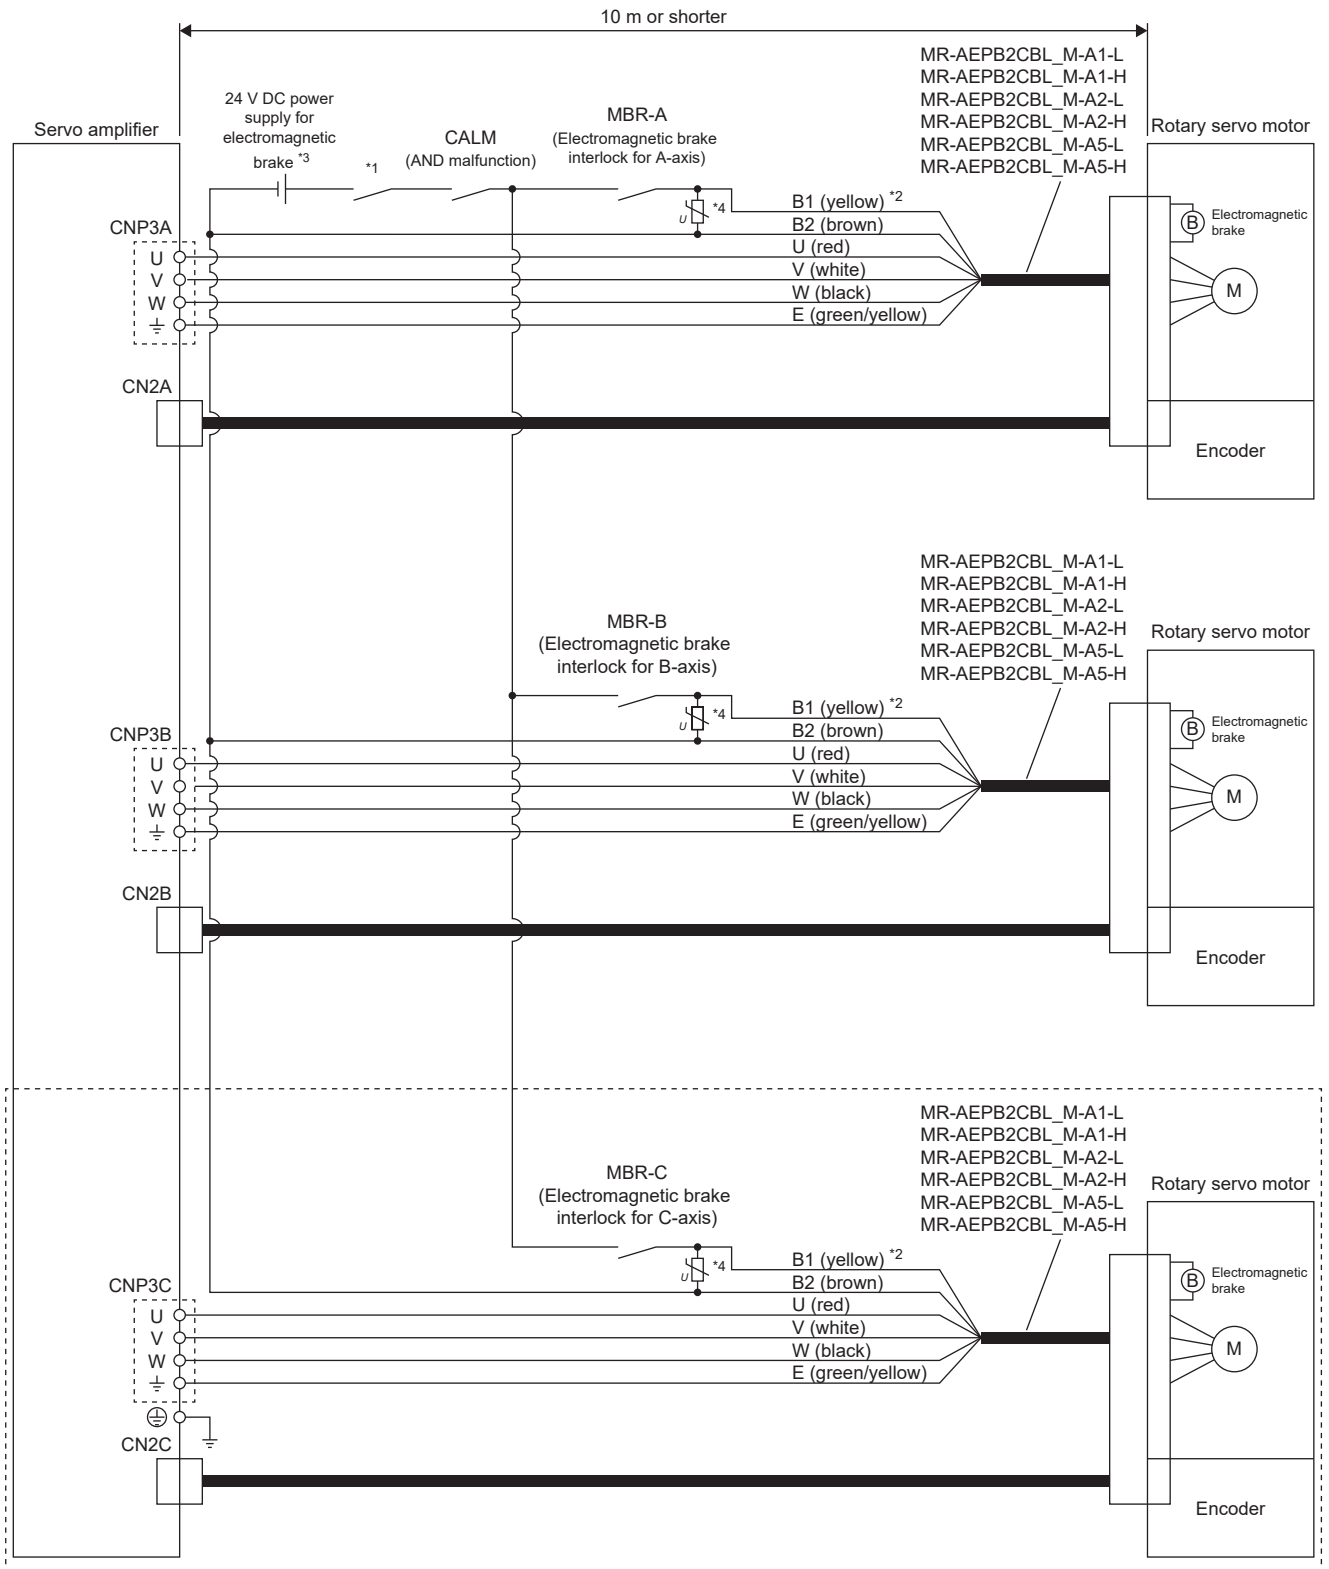 10 m or shorter
MR-AEPB2CBL_M-A1-L
MR-AEPB2CBL_M-A1-H
MR-AEPB2CBL_M-A2-L
MR-AEPB2CBL_M-A2-H
MR-AEPB2CBL_M-A5-L
MR-AEPB2CBL_M-A5-H
24 V DC power
supply for
electromagnetic
brake *3
Servo amplifier
*1
CALM
(AND malfunction)
MBR-A
(Electromagnetic brake
interlock for A-axis)
Rotary servo motor
U
*4
B1 (yellow) *2
B2 (brown)
U (red)
V (white)
W (black)
E (green/yellow)
CNP3A
U
V
W
B
Electromagnetic
brake
M
CN2A
Encoder
MR-AEPB2CBL_M-A1-L
MR-AEPB2CBL_M-A1-H
MR-AEPB2CBL_M-A2-L
MR-AEPB2CBL_M-A2-H
MR-AEPB2CBL_M-A5-L
MR-AEPB2CBL_M-A5-H
MBR-B
(Electromagnetic brake
interlock for B-axis)
Rotary servo motor
U
*4
B1 (yellow) *2
B2 (brown)
U (red)
V (white)
W (black)
E (green/yellow)
CNP3B
U
V
W
B
Electromagnetic
brake
M
CN2B
Encoder
MR-AEPB2CBL_M-A1-L
MR-AEPB2CBL_M-A1-H
MR-AEPB2CBL_M-A2-L
MR-AEPB2CBL_M-A2-H
MR-AEPB2CBL_M-A5-L
MR-AEPB2CBL_M-A5-H
MBR-C
(Electromagnetic brake
interlock for C-axis)
Rotary servo motor
U
*4
B1 (yellow) *2
B2 (brown)
U (red)
V (white)
W (black)
E (green/yellow)
CNP3C
U
V
W
B
Electromagnetic
brake
M
CN2C
Encoder